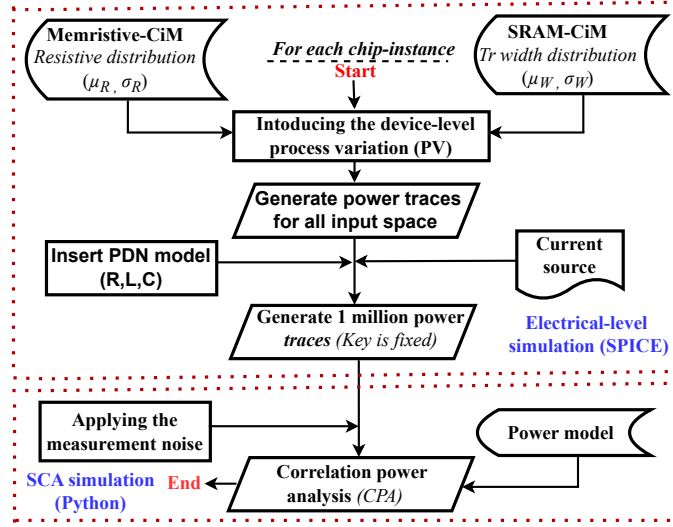 Memristive-CiM
Resistive distribution
(μR , σR)
For each chip-instance
Start
SRAM-CiM
Tr width distribution
(μW , σW)
Intoducing the device-level
process variation (PV)
Generate power traces
for all input space
Insert PDN model
(R,L,C)
Current
source
Generate 1 million power
traces (Key is fixed)
Electrical-level
simulation (SPICE)
Applying the
measurement noise
Power model
SCA simulation
(Python)
End
Correlation power
analysis (CPA)